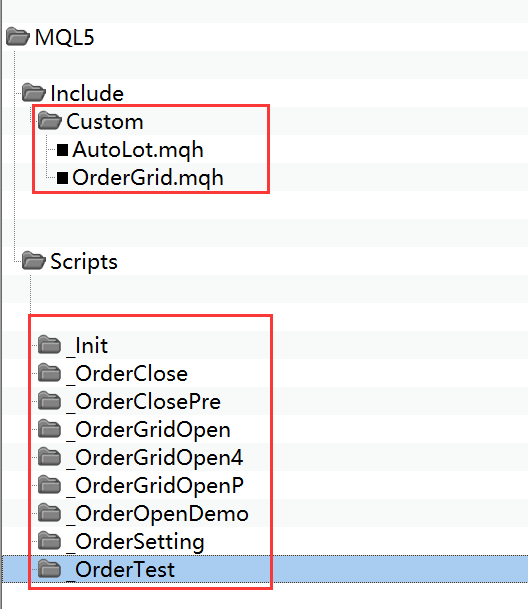 MQL5
Include
Custom
AutoLot.mqh
OrderGrid.mqh
Scripts
_Init
_OrderClose
_OrderClosePre
_OrderGridOpen
_OrderGridOpen4
_OrderGridOpenP
_OrderOpenDemo
_OrderSetting
_OrderTest